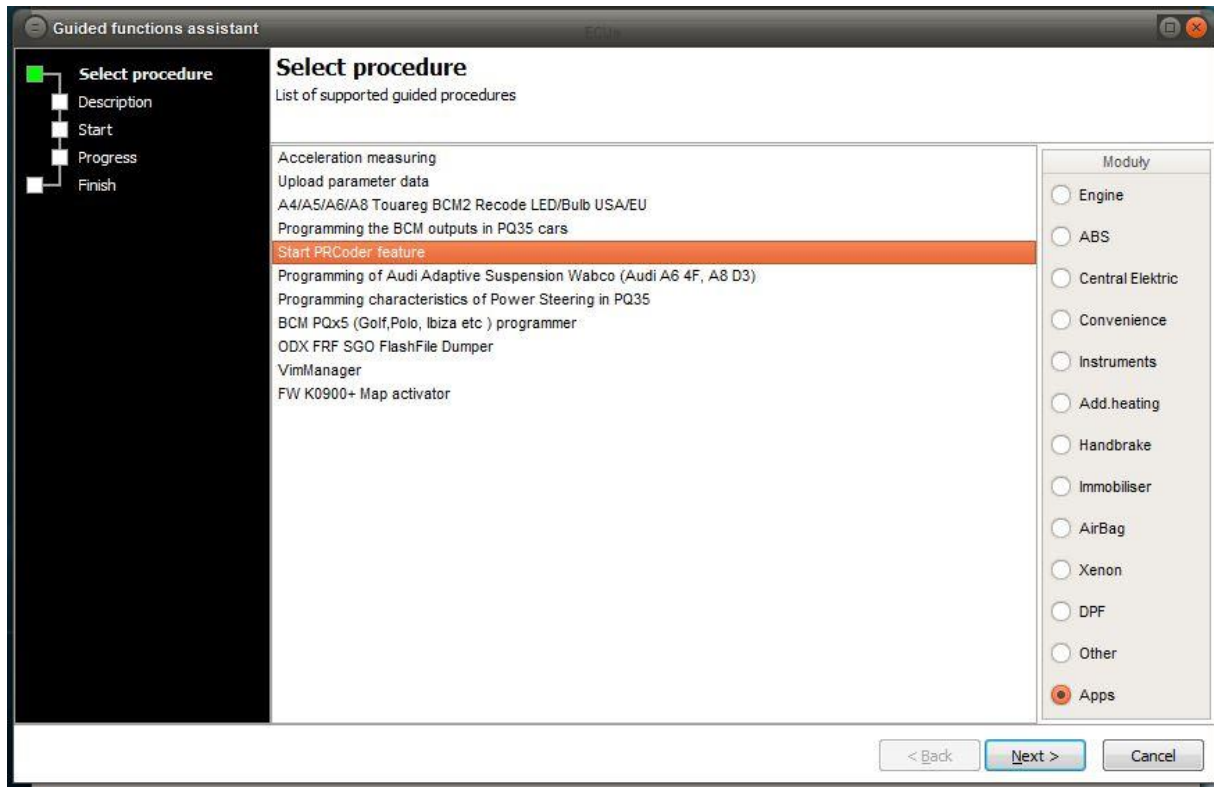 Guided functions assistant
ECUs
Select procedure
Description
Start
Progress
Finish
Select procedure
List of supported guided procedures
Acceleration measuring
Upload parameter data
A4/A5/A6/A8 Touareg BCM2 Recode LED/Bulb USA/EU
Programming the BCM outputs in PQ35 cars
Start PRCoder feature
Programming of Audi Adaptive Suspension Wabco (Audi A6 4F, A8 D3)
Programming characteristics of Power Steering in PQ35
BCM PQx5 (Golf,Polo, Ibiza etc ) programmer
ODX FRF SGO FlashFile Dumper
VimManager
FW K0900+ Map activator
Moduły
Engine
ABS
Central Elektric
Convenience
Instruments
Add.heating
Handbrake
Immobiliser
AirBag
Xenon
DPF
Other
Apps
< Back
Next >
Cancel